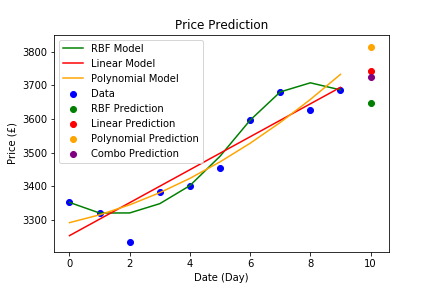 Price Prediction
RBF Model
Linear Model
Polynomial Model
Data
RBF Prediction
Linear Prediction
Polynomial Prediction
Combo Prediction
3800
3700
3600
3500
3400
3300
Price (£)
0 2 4 6 8 10
Date (Day)